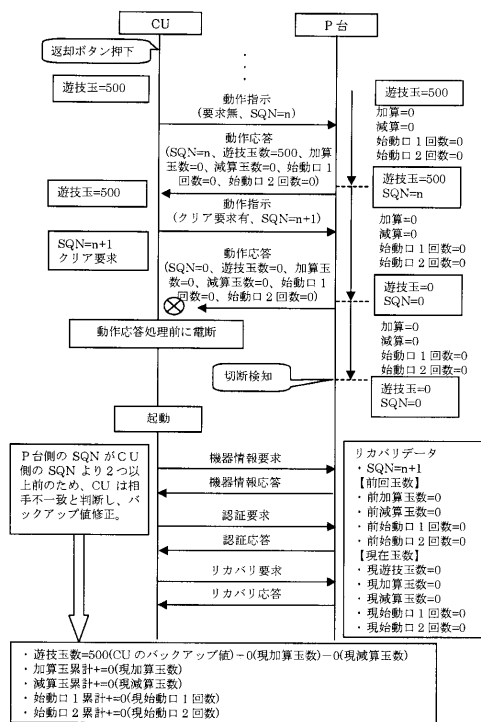 CU
P台
返却ボタン押下
遊技玉=500
動作指示
(要求無、SQN=n)
遊技玉=500
加算=0
減算=0
始動口1回数=0
始動口2回数=0
動作応答
(SQN=n、遊技玉数=500、加算
玉数=0、減算玉数=0、始動口1
回数=0、始動口2回数=0)
遊技玉=500
SQN=n
遊技玉=500
動作指示
(クリア要求有、SQN=n+1)
加算=0
減算=0
始動口1回数=0
始動口2回数=0
SQN=n+1
クリア要求
動作応答
(SQN=0、遊技玉数=0、加算玉
数=0、減算玉数=0、始動口1
回数=0、始動口2回数=0)
遊技玉=0
SQN=0
動作応答処理前に電断
加算=0
減算=0
始動口1回数=0
始動口2回数=0
切断検知
遊技玉=0
SQN=0
起動
P台側の SQN がCU
側の SQN より2つ以
上前のため、CU は相
手不一致と判断し、バ
ックアップ値修正。
機器情報要求
機器情報応答
認証要求
認証応答
リカバリ要求
リカバリ応答
リカバリデータ
・SQN=n+1
【前回玉数】
・前加算玉数=0
・前減算玉数=0
・前始動口1回数=0
・前始動口2回数=0
【現在玉数】
・現遊技玉数=0
・現加算玉数=0
・現減算玉数=0
・現始動口1回数=0
・現始動口2回数=0
・遊技玉数=500(CUのバックアップ値)+0(現加算玉数)−0(現減算玉数)
・加算玉累計+=0(現加算玉数)
・減算玉累計+=0(現減算玉数)
・始動口1累計+=0(現始動口1回数)
・始動口2累計+=0(現始動口2回数)